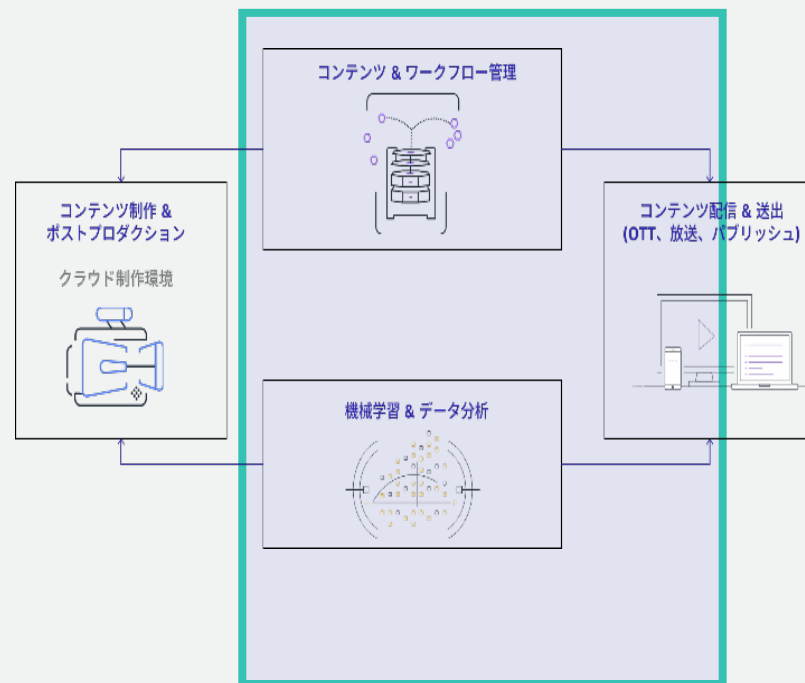 コンテンツ & ワークフロー管理
コンテンツ制作 &
ポストプロダクション
クラウド制作環境
コンテンツ配信 & 送出
(OTT、放送、パブリッシュ)
機械学習 & データ分析